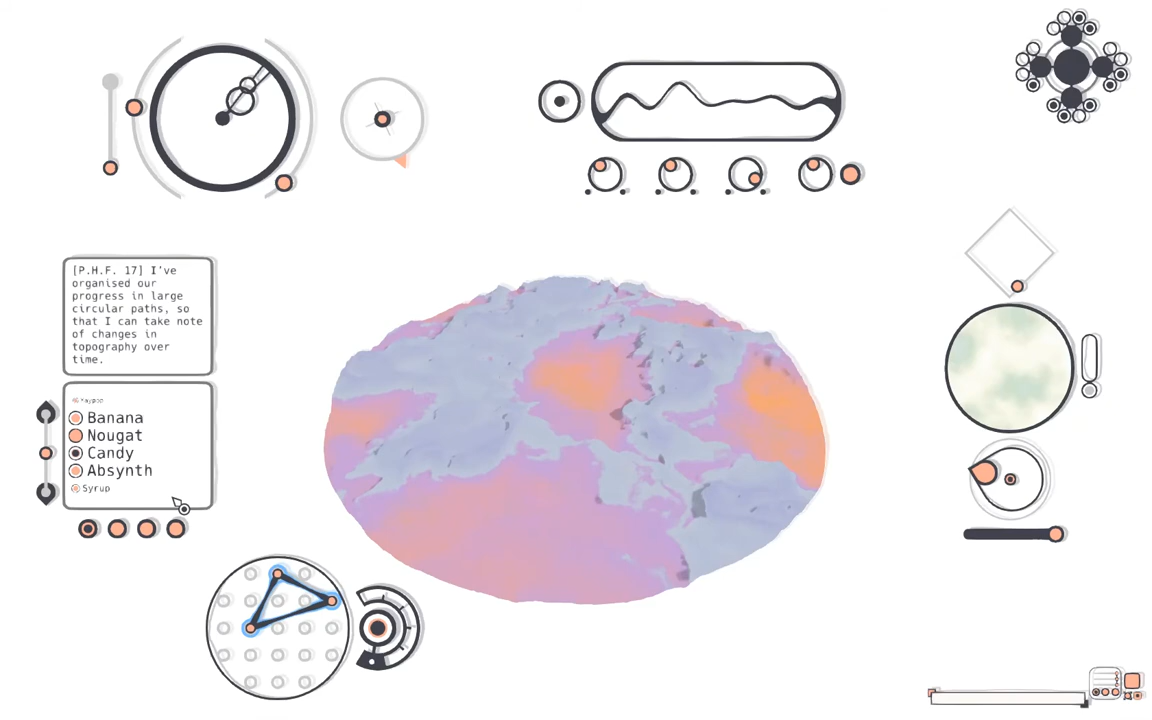 [P.H.F. 17] I've
organised our
progress in large
circular paths, so
that I can take note
of changes in
topography over
time.
Kaypop
Banana
Nougat
Candy
Absynth
Syrup